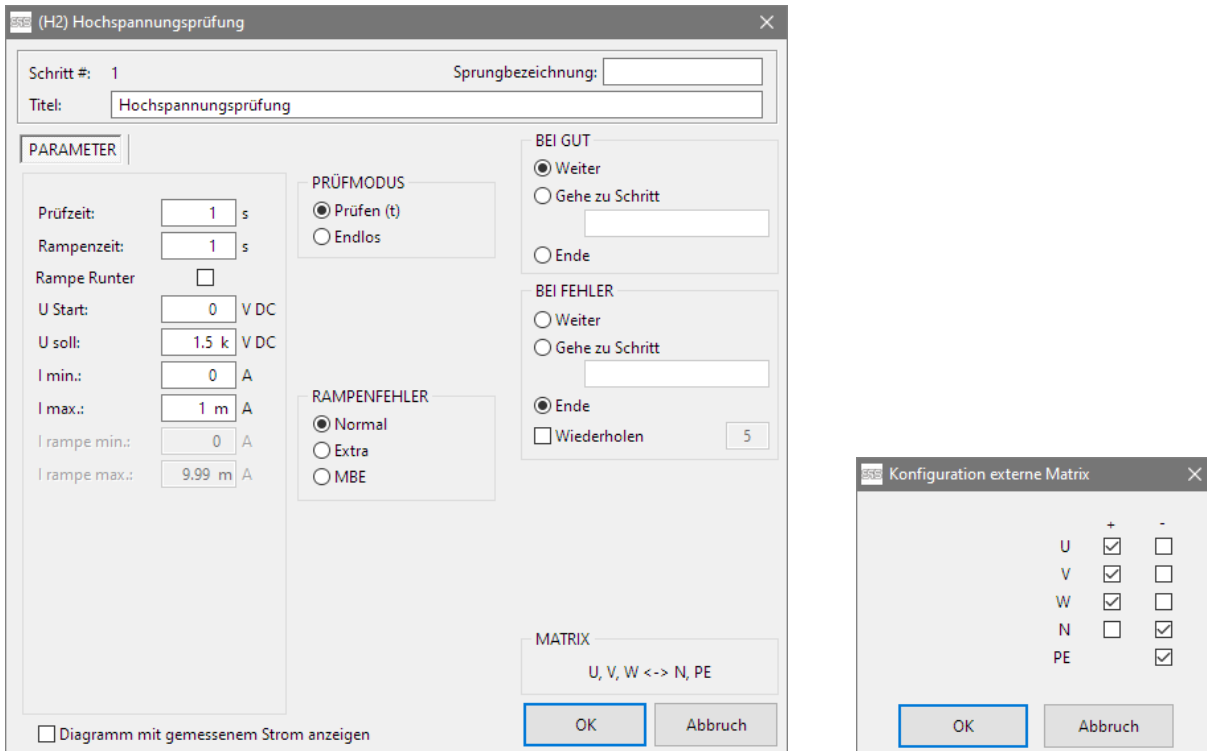 (H2) Hochspannungsprüfung
Schritt #: 1 Sprungbezeichnung:
Titel: Hochspannungsprüfung
PARAMETER
Prüfzeit: 1 s
Rampenzeit: 1 s
Rampe Runter
U Start: 0 V DC
U soll: 1.5 k V DC
I min.: 0 A
I max.: 1 m A
I rampe min.: 0 A
I rampe max.: 9.99 m A
Diagramm mit gemessenem Strom anzeigen
PRÜFMODUS
Prüfen (t)
Endlos
RAMPENFEHLER
Normal
Extra
MBE
BEI GUT
Weiter
Gehe zu Schritt
Ende
BEI FEHLER
Weiter
Gehe zu Schritt
Ende
Wiederholen 5
MATRIX
U, V, W <-> N, PE
OK Abbruch
Konfiguration externe Matrix
+ -
U
V
W
N
PE
OK Abbruch